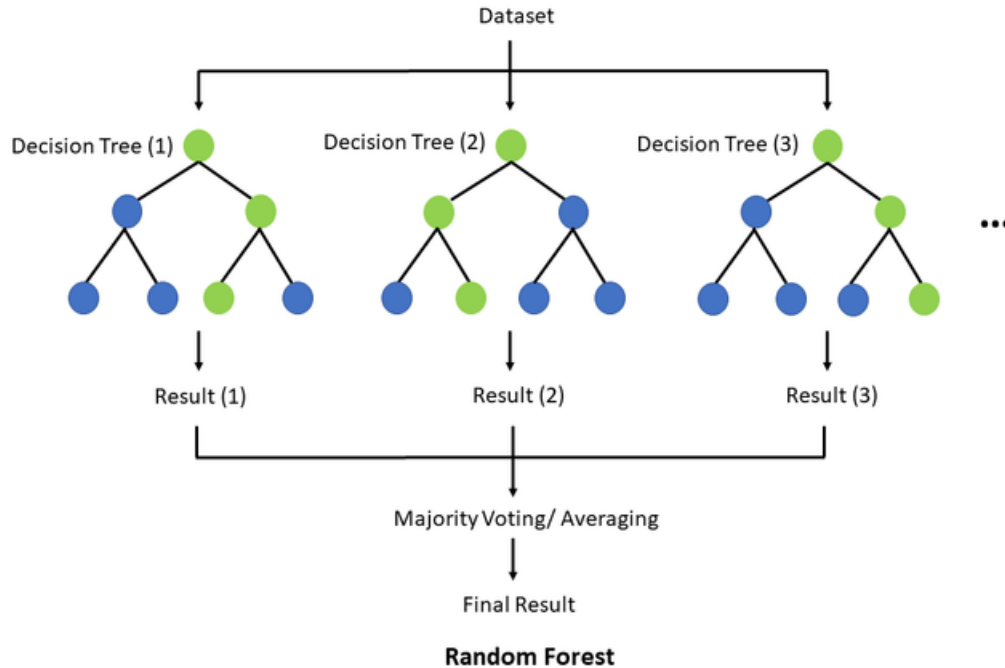 Dataset
Decision Tree (1)
Decision Tree (2)
Decision Tree (3)
...
Result (1)
Result (2)
Result (3)
Majority Voting/ Averaging
Final Result
Random Forest